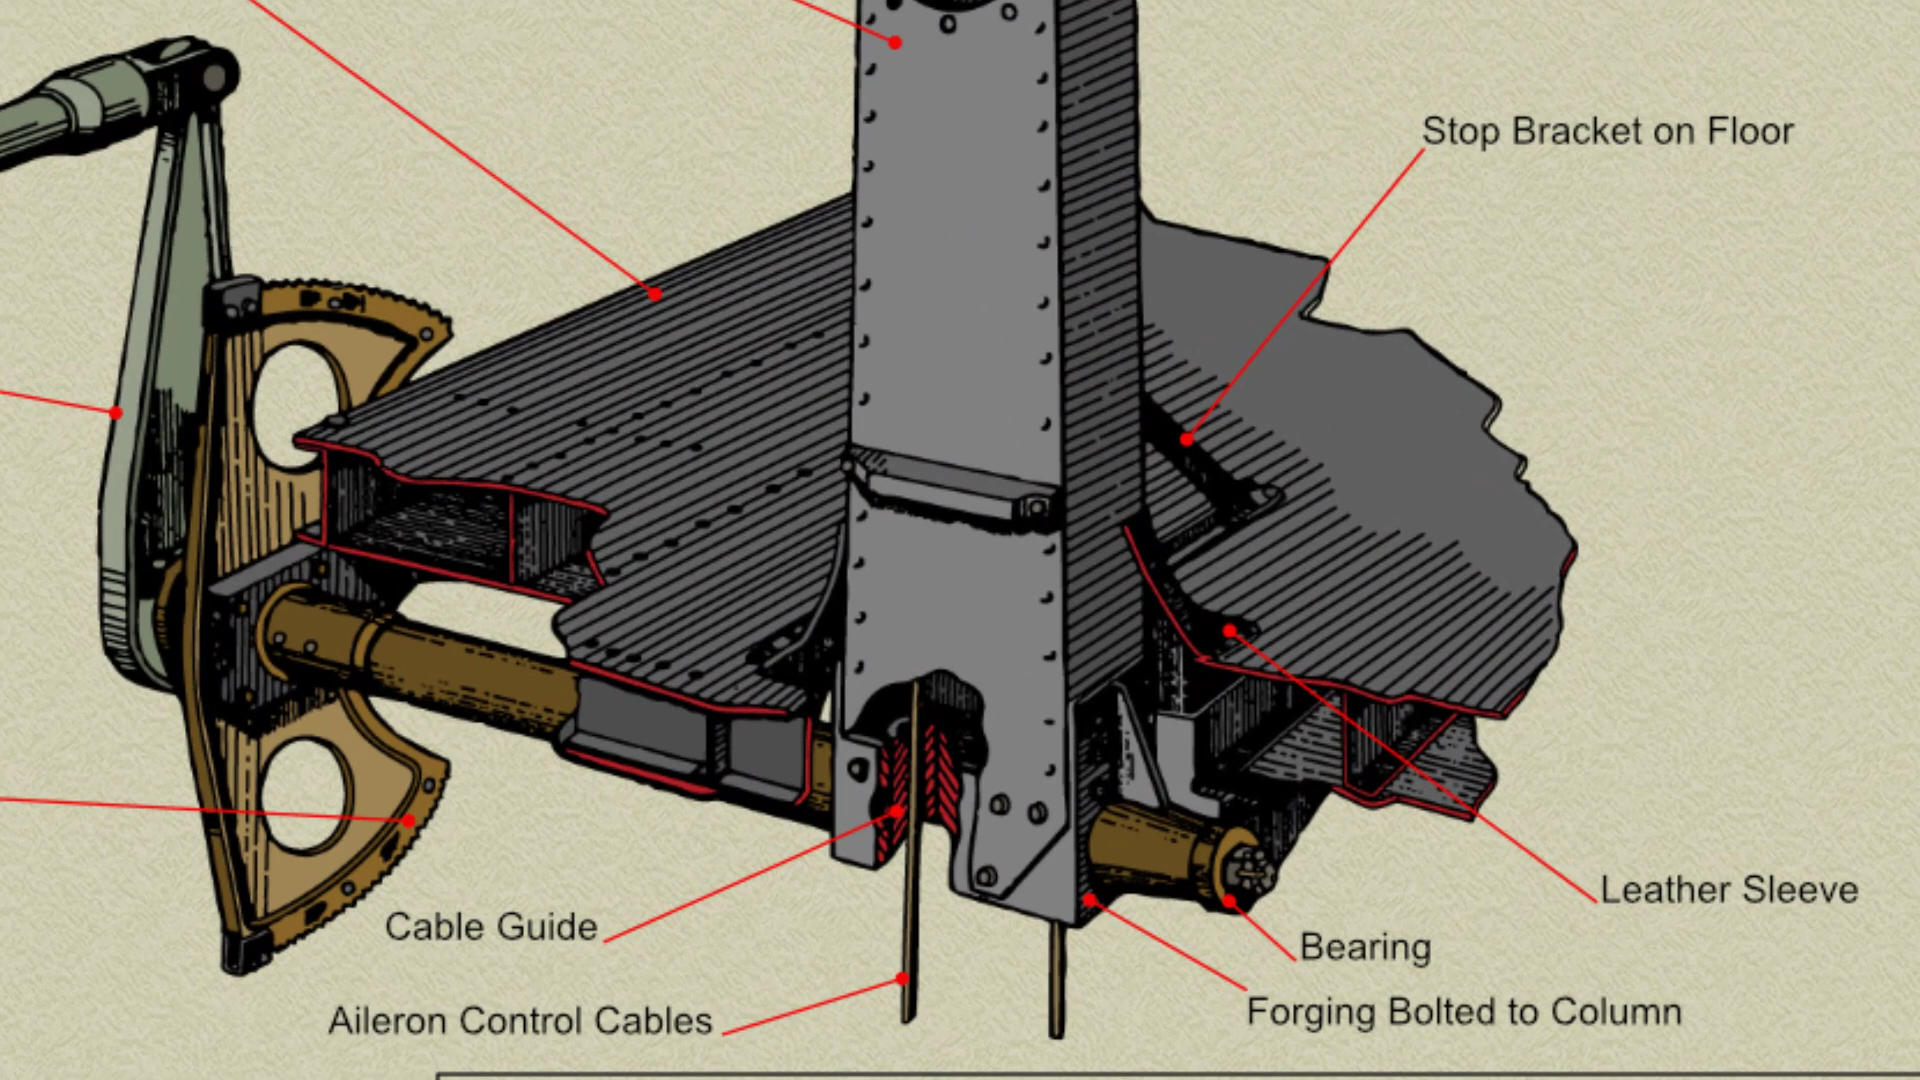 Stop Bracket on Floor
Leather Sleeve
Cable Guide
Bearing
Forging Bolted to Column
Aileron Control Cables